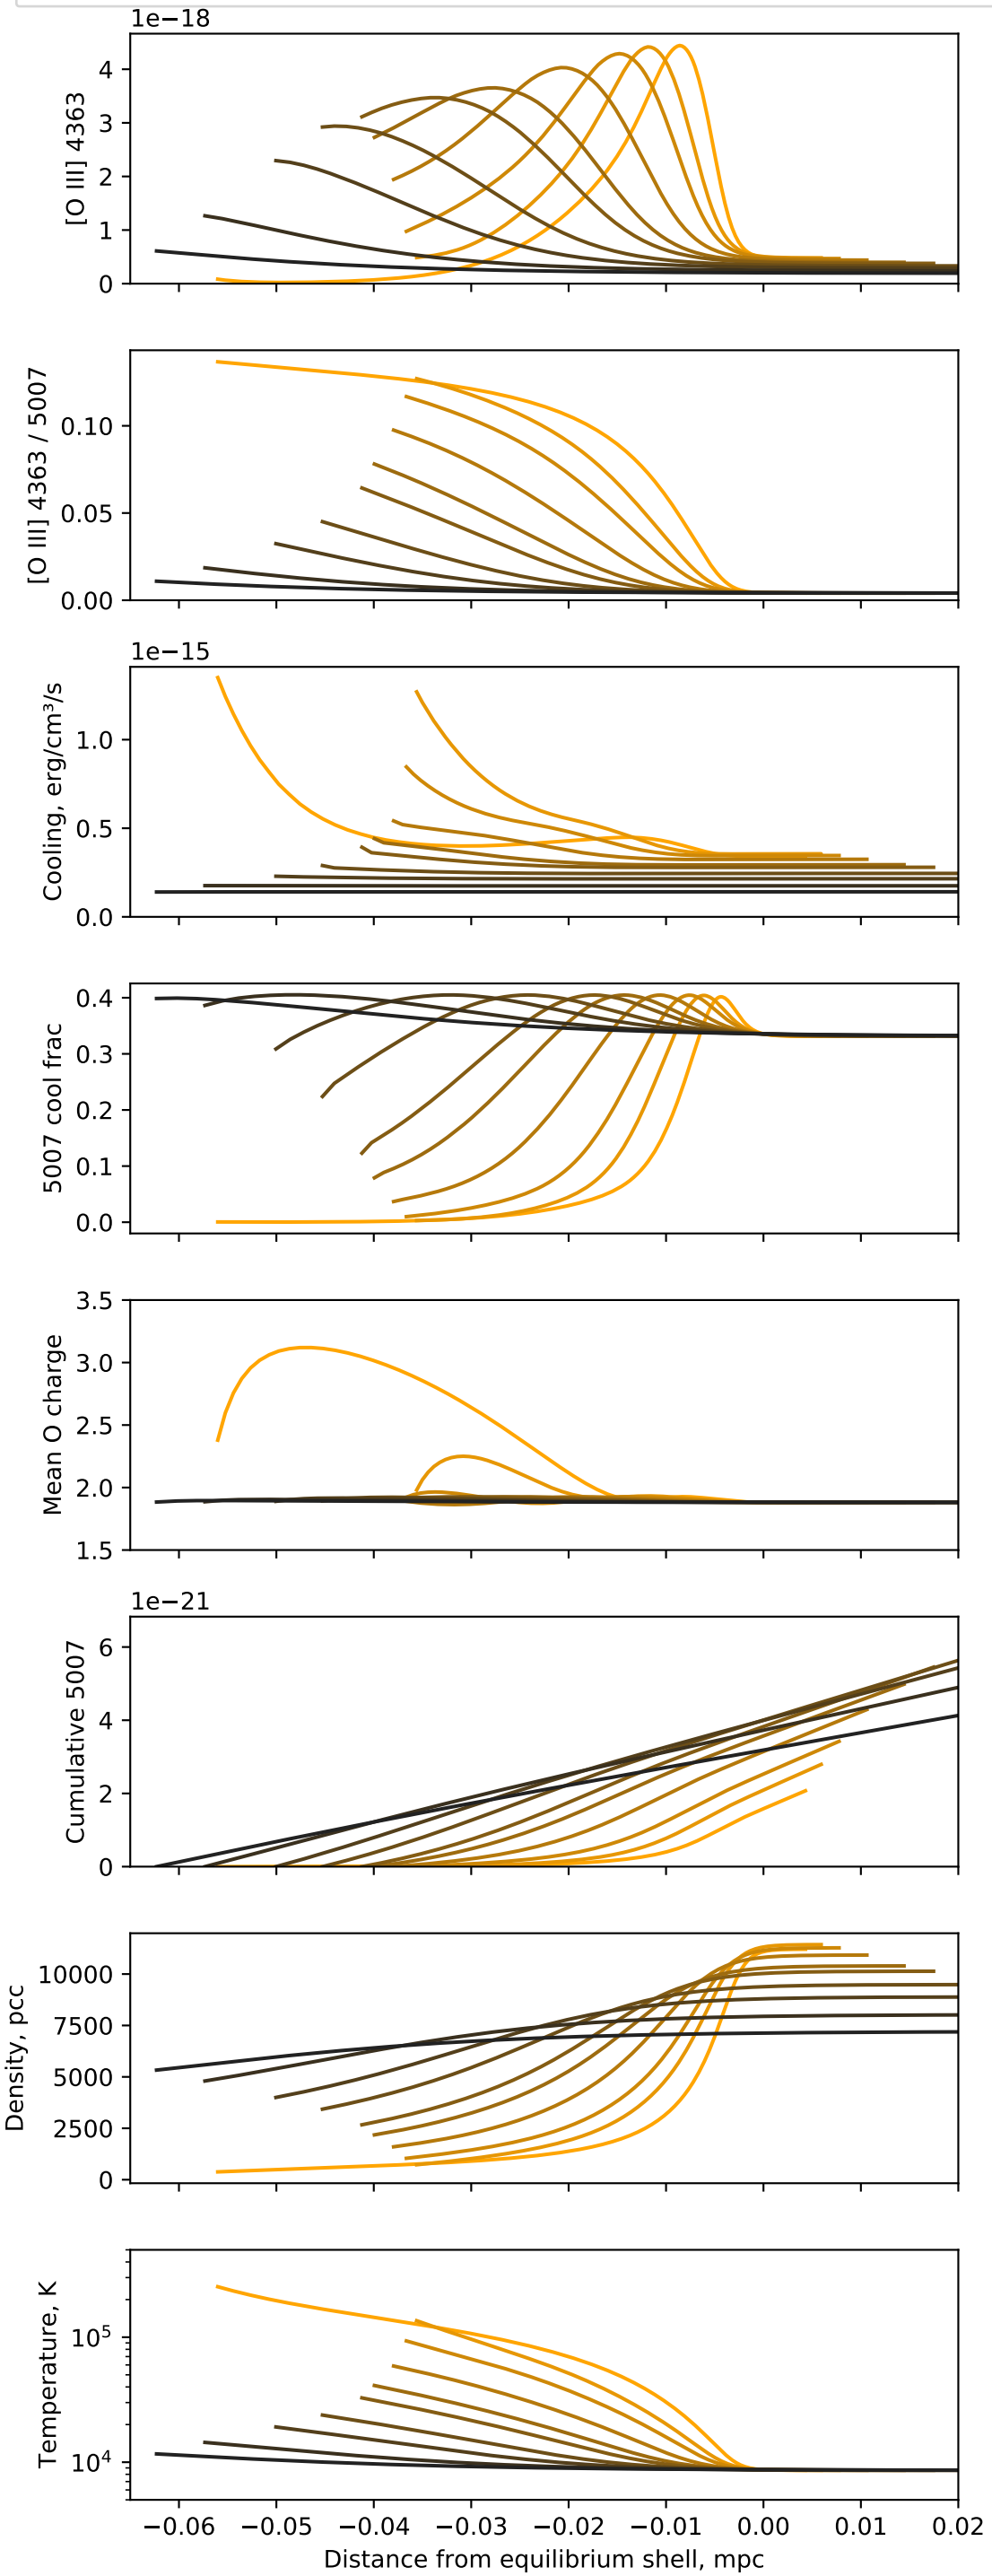 1e−18
[O III] 4363
4
3
2
1
0
[O III] 4363 / 5007
0.10
0.05
0.00
1e−15
Cooling, erg/cm³/s
1.0
0.5
0.0
5007 cool frac
0.4
0.3
0.2
0.1
0.0
Mean O charge
3.5
3.0
2.5
2.0
1.5
1e−21
Cumulative 5007
6
4
2
0
Density, pcc
10000
7500
5000
2500
0
Temperature, K
10⁵
10⁴
−0.06 −0.05 −0.04 −0.03 −0.02 −0.01 0.00 0.01 0.02
Distance from equilibrium shell, mpc